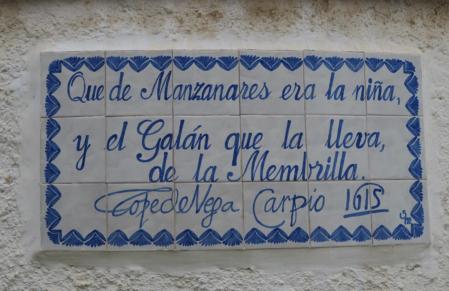 Que de Manzanares era la niña,
y el Galán que la lleva,
de la Membrilla.
Lope de Vega Carpio 1615